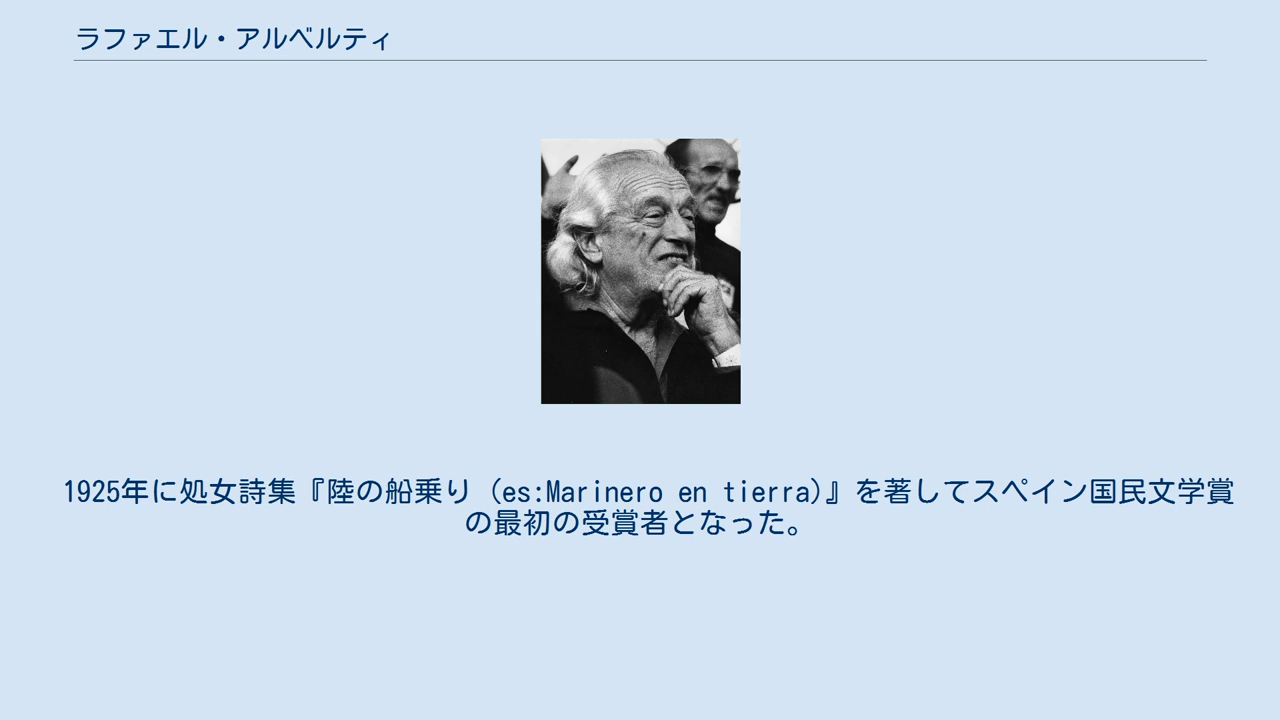 ラファエル・アルベルティ
1925年に処女詩集『陸の船乗り (es:Marinero en tierra)』を著してスペイン国民文学賞
の最初の受賞者となった。